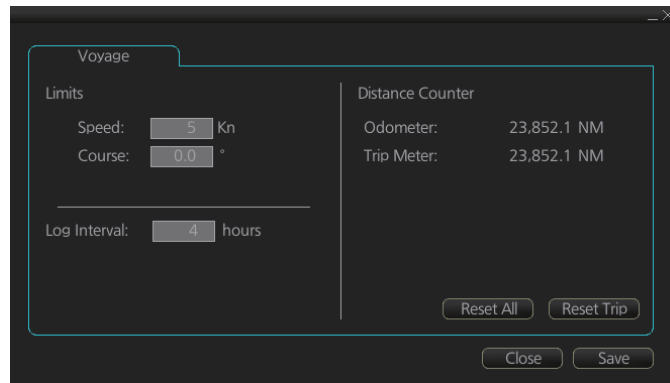 Voyage
Limits
Speed: 5 Kn
Course: 0.0 °
Log Interval: 4 hours
Distance Counter
Odometer: 23,852.1 NM
Trip Meter: 23,852.1 NM
Reset All Reset Trip
Close Save